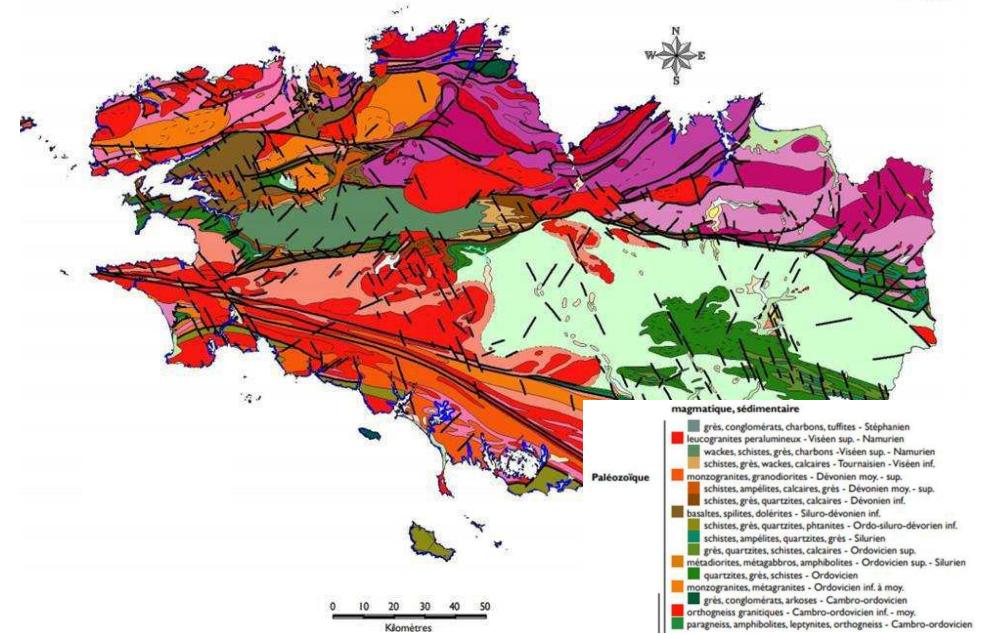 N
W E
S
magmatique, sédimentaire
grès, conglomérats, charbons, tuffites - Stéphanien
leucogranites peralumineux - Viséen sup. - Namurien
wackes, schistes, grès, charbons -Viséen sup. - Namurien
schistes, grès, wackes, calcaires - Tournaisien - Viséen inf.
Paléozoïque
monzogranites, granodiorites - Dévonien moy. - sup.
schistes, ampélites, calcaires, grès - Dévonien moy. - sup.
schistes, grès, quartzites, calcaires - Dévonien inf.
basaltes, spilites, dolérites - Siluro-dévonien inf.
schistes, grès, quartzites, phtanites - Ordo-siluro-dévorien inf.
schistes, ampélite, quartzites, grès - Silurien
grès, quartzites, schistes, calcaires - Ordovicien sup.
métadiorites, métagabbros, amphibolites - Ordovicien sup. - Silurien
quartzites, grès, schistes - Ordovicien
monzogranites, métagranites - Ordovicien inf. à moy.
grès, conglomérats, arkoses - Cambro-ordovicien
orthogneiss granitiques - Cambro-ordovicien inf. - moy.
paragneiss, amphibolites, leptynites, orthogneiss - Cambro-ordovicien
0 10 20 30 40 50
Kilomètres